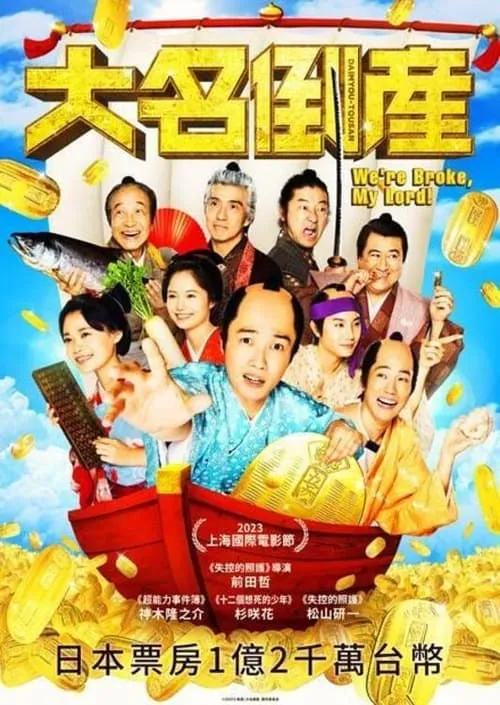 大名倒産
DAIMYOU-TOUSAN
We're Broke,
My Lord!
2023
上海國際電影節
《失控的照護》導演
前田哲
《超能力事件簿》 《十二個想死的少年》 《失控的照護》
神木隆之介 杉咲花 松山研一
日本票房1億2千萬台幣